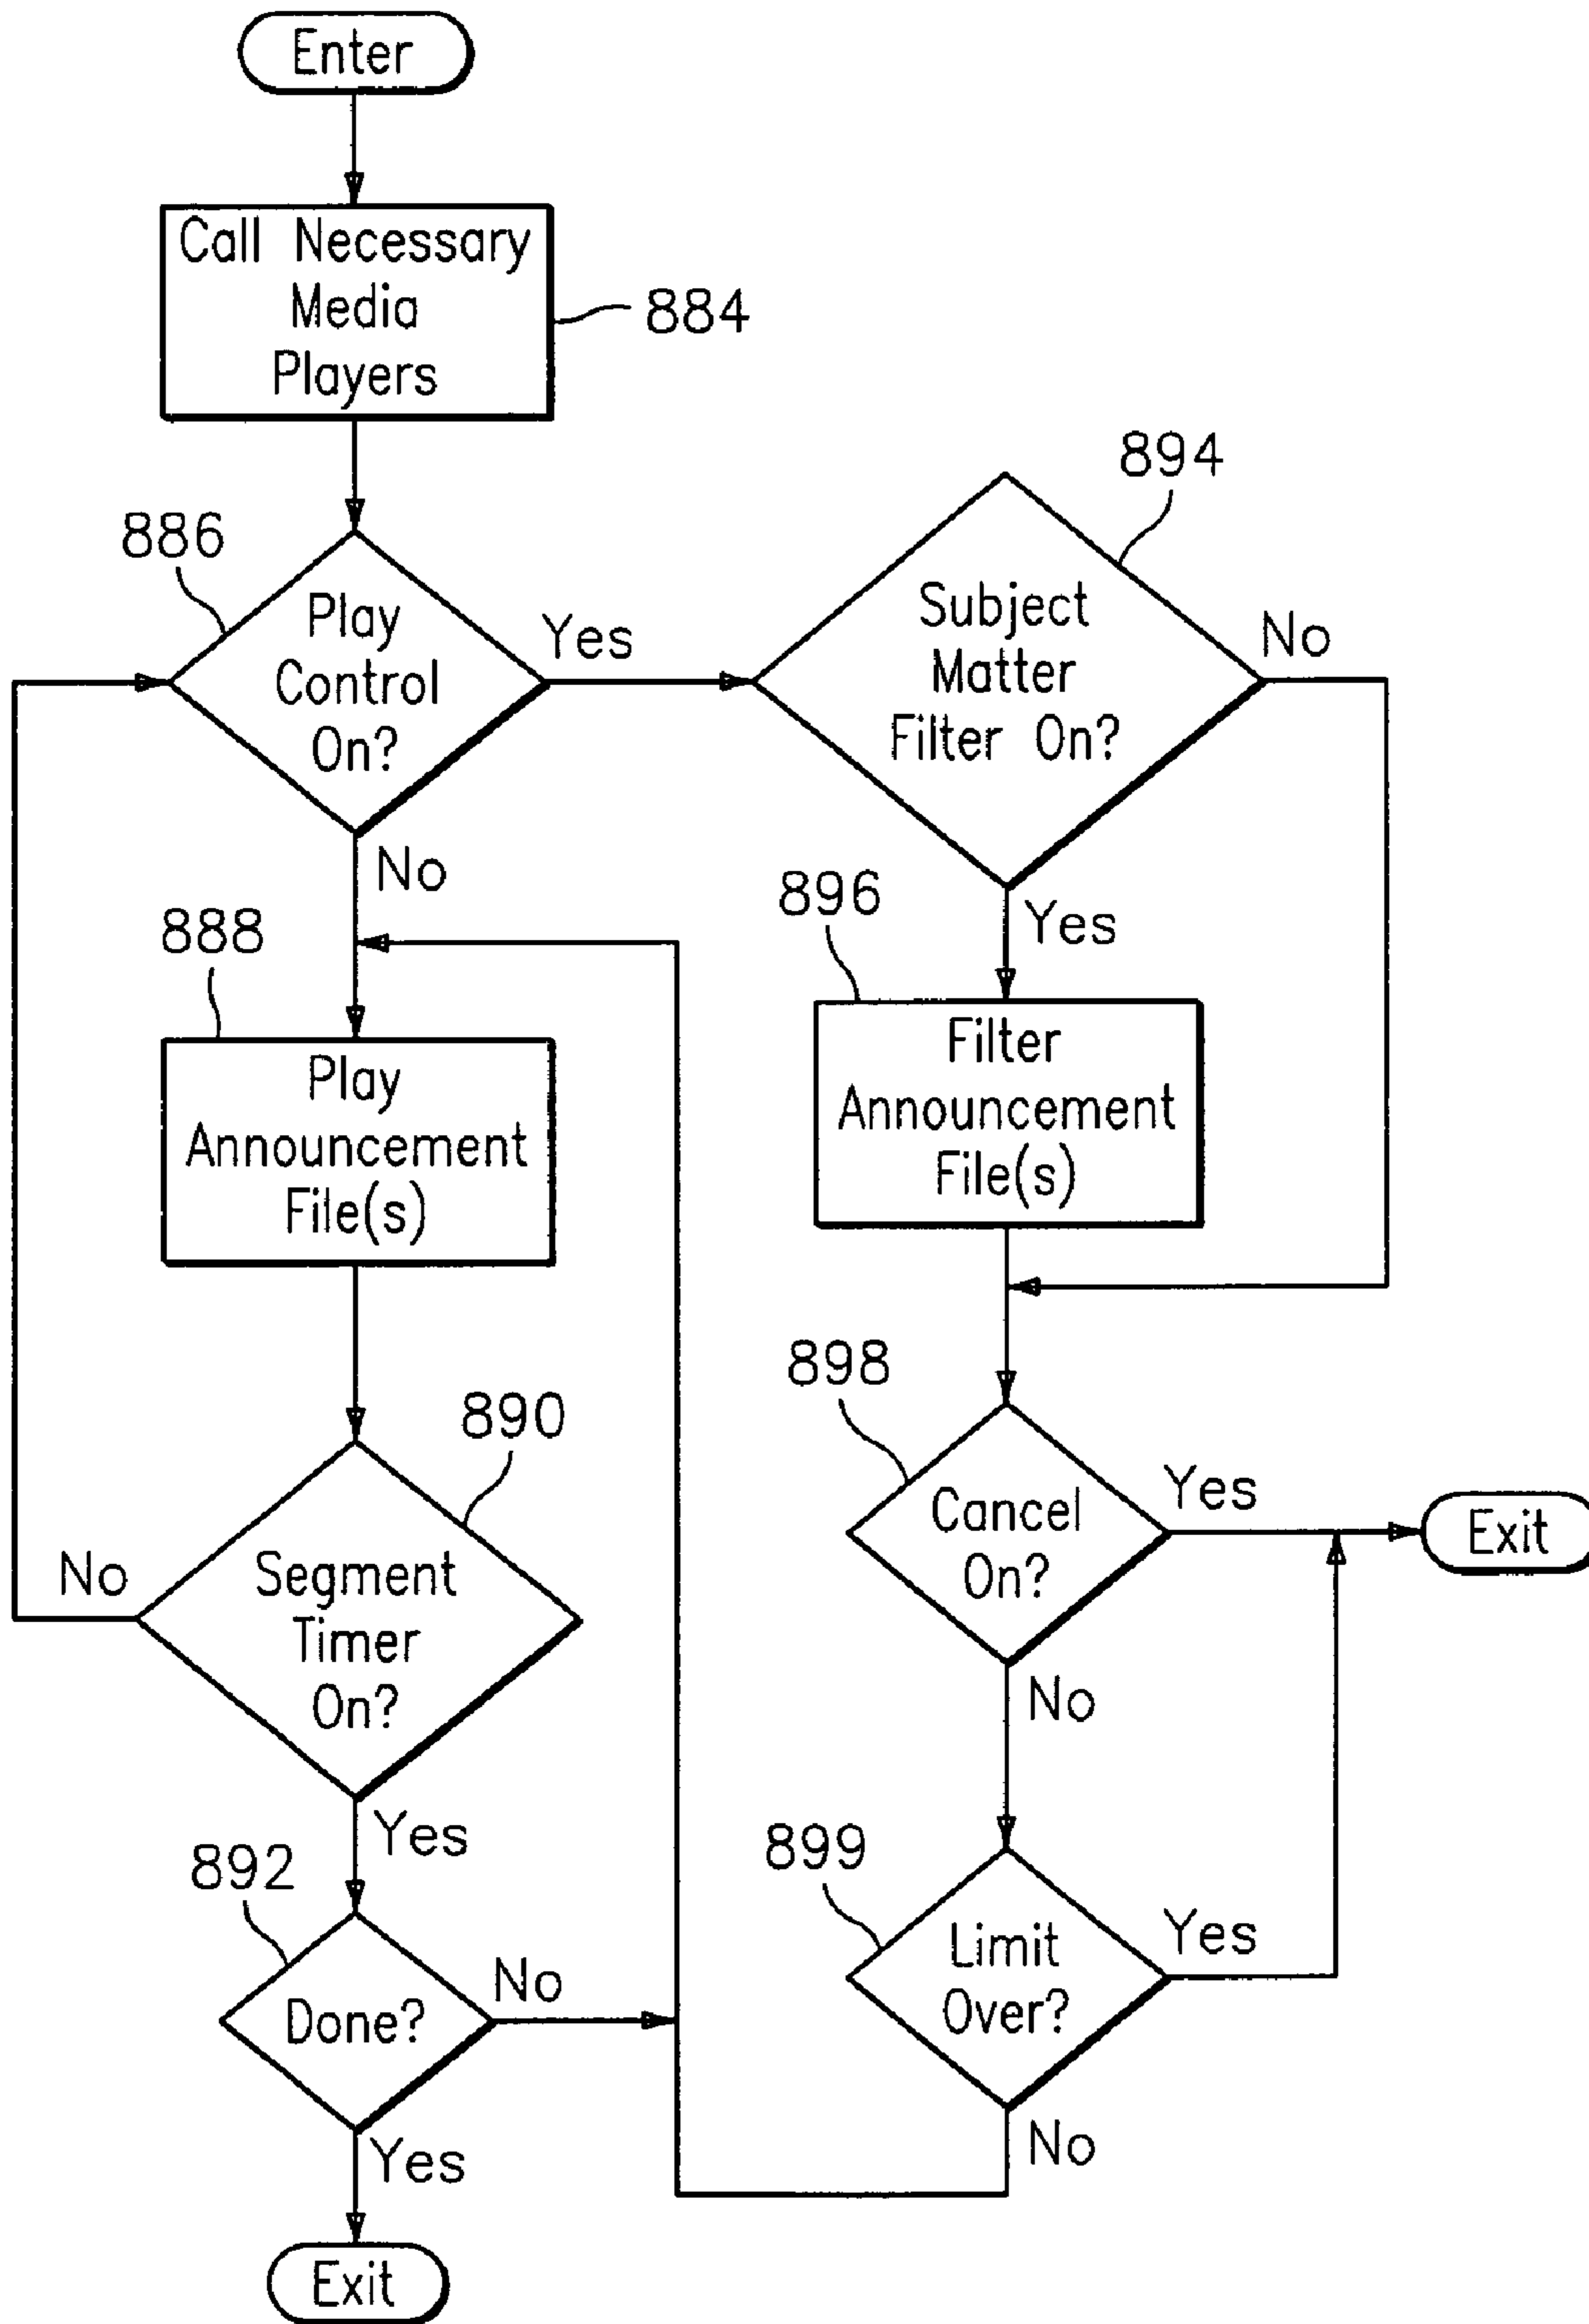 Enter
Call Necessary
Media
Players
884
886
Play
Control
On?
Yes
No
894
Subject
Matter
Filter On?
No
Yes
888
Play
Announcement
File(s)
896
Filter
Announcement
File(s)
890
Segment
Timer
On?
No
Yes
898
Cancel
On?
Yes
No
Exit
892
Done?
No
Yes
Exit
899
Limit
Over?
Yes
No